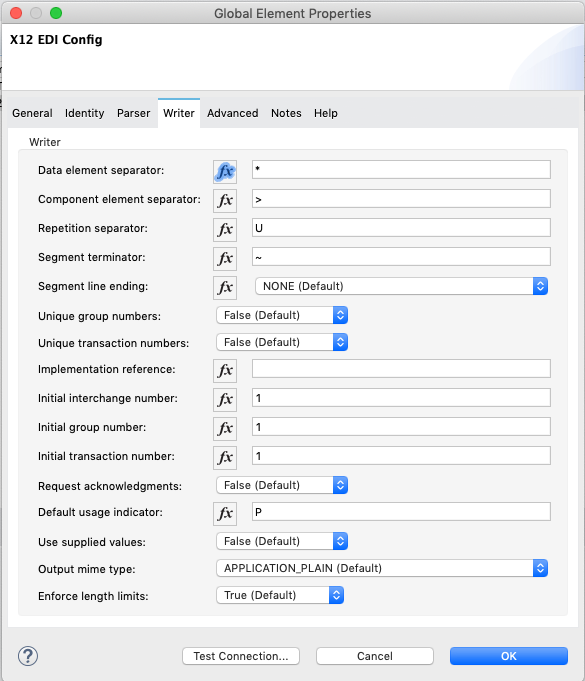 Global Element Properties
X12 EDI Config
General Identity Parser Writer Advanced Notes Help
Writer
Data element separator: fx *
Component element separator: fx >
Repetition separator: fx U
Segment terminator: fx ~
Segment line ending: fx NONE (Default)
Unique group numbers: False (Default)
Unique transaction numbers: False (Default)
Implementation reference: fx
Initial interchange number: fx 1
Initial group number: fx 1
Initial transaction number: fx 1
Request acknowledgments: False (Default)
Default usage indicator: fx P
Use supplied values: False (Default)
Output mime type: APPLICATION_PLAIN (Default)
Enforce length limits: True (Default)
? Test Connection... Cancel OK